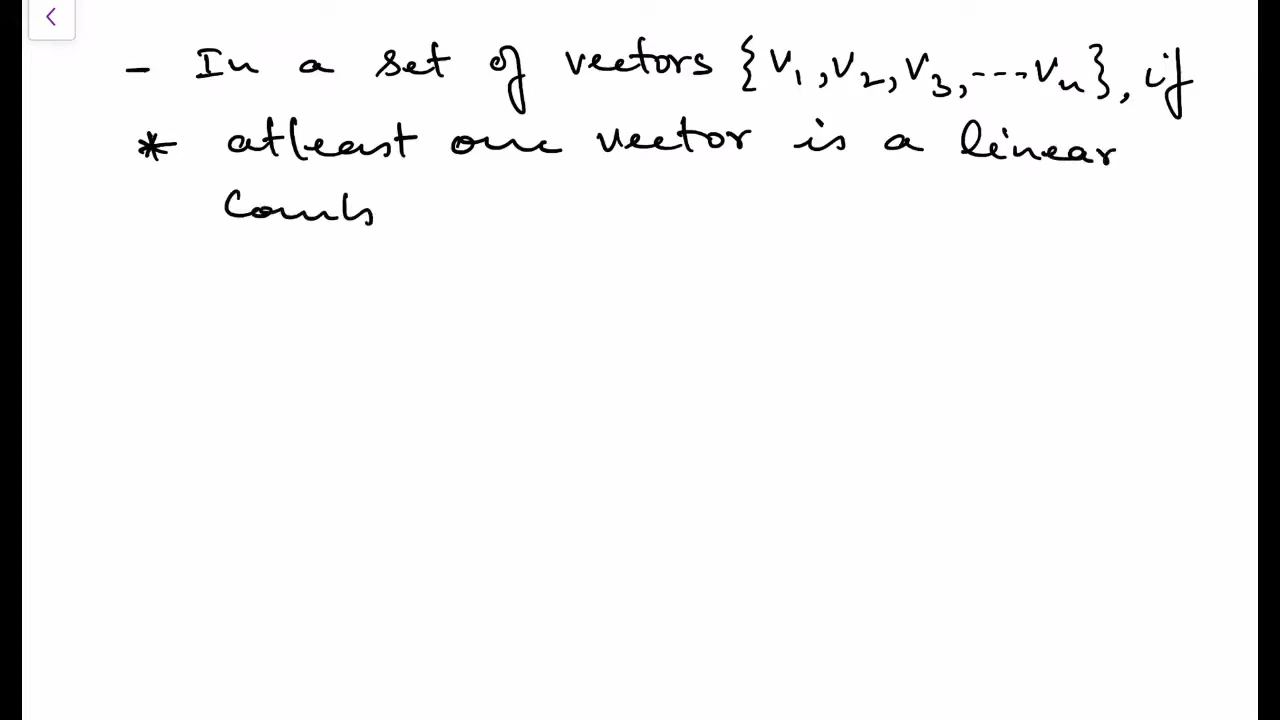 - In a set of vectors {v₁, v₂, v₃, ---- vₙ}, if
* atleast one vector is a linear
Comb